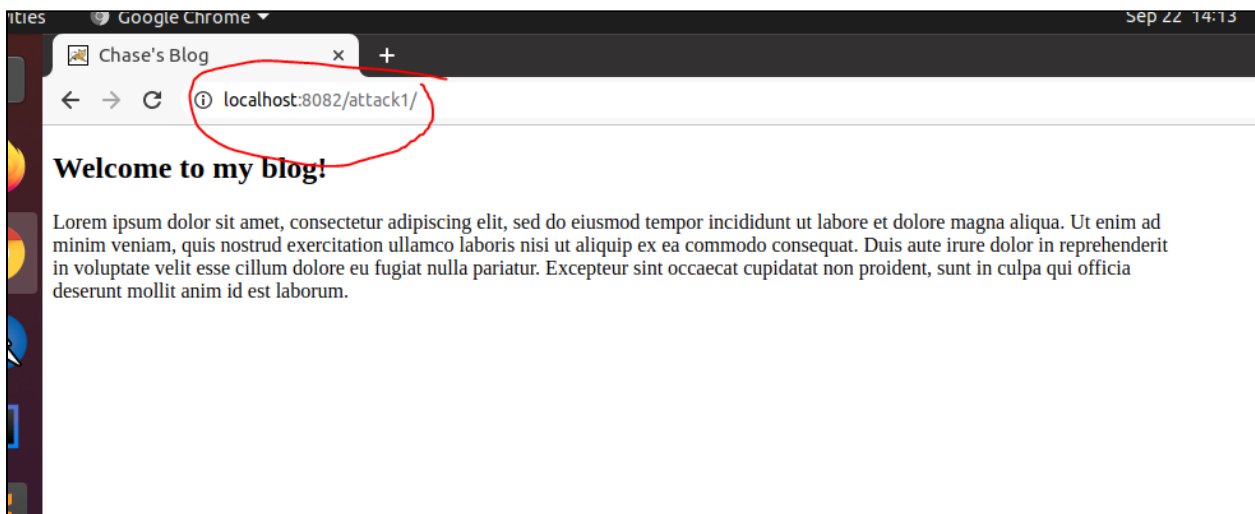 ities Google Chrome Sep 22 14:13
Chase's Blog × +
localhost:8082/attack1/
Welcome to my blog!
Lorem ipsum dolor sit amet, consectetur adipiscing elit, sed do eiusmod tempor incididunt ut labore et dolore magna aliqua. Ut enim ad
minim veniam, quis nostrud exercitation ullamco laboris nisi ut aliquip ex ea commodo consequat. Duis aute irure dolor in reprehenderit
in voluptate velit esse cillum dolore eu fugiat nulla pariatur. Excepteur sint occaecat cupidatat non proident, sunt in culpa qui officia
deserunt mollit anim id est laborum.